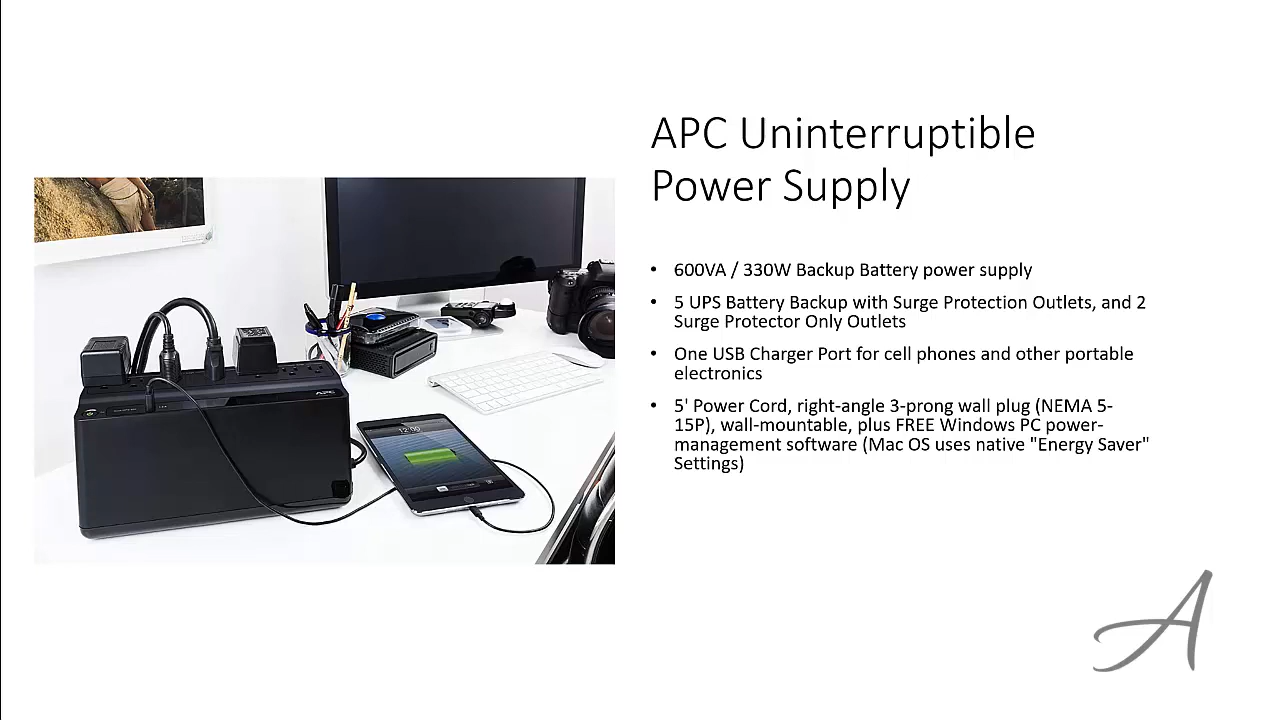 APC Uninterruptible
Power Supply
• 600VA / 330W Backup Battery power supply
• 5 UPS Battery Backup with Surge Protection Outlets, and 2
Surge Protector Only Outlets
• One USB Charger Port for cell phones and other portable
electronics
• 5' Power Cord, right-angle 3-prong wall plug (NEMA 5-
15P), wall-mountable, plus FREE Windows PC power-
management software (Mac OS uses native "Energy Saver"
Settings)
APC
12:00
A